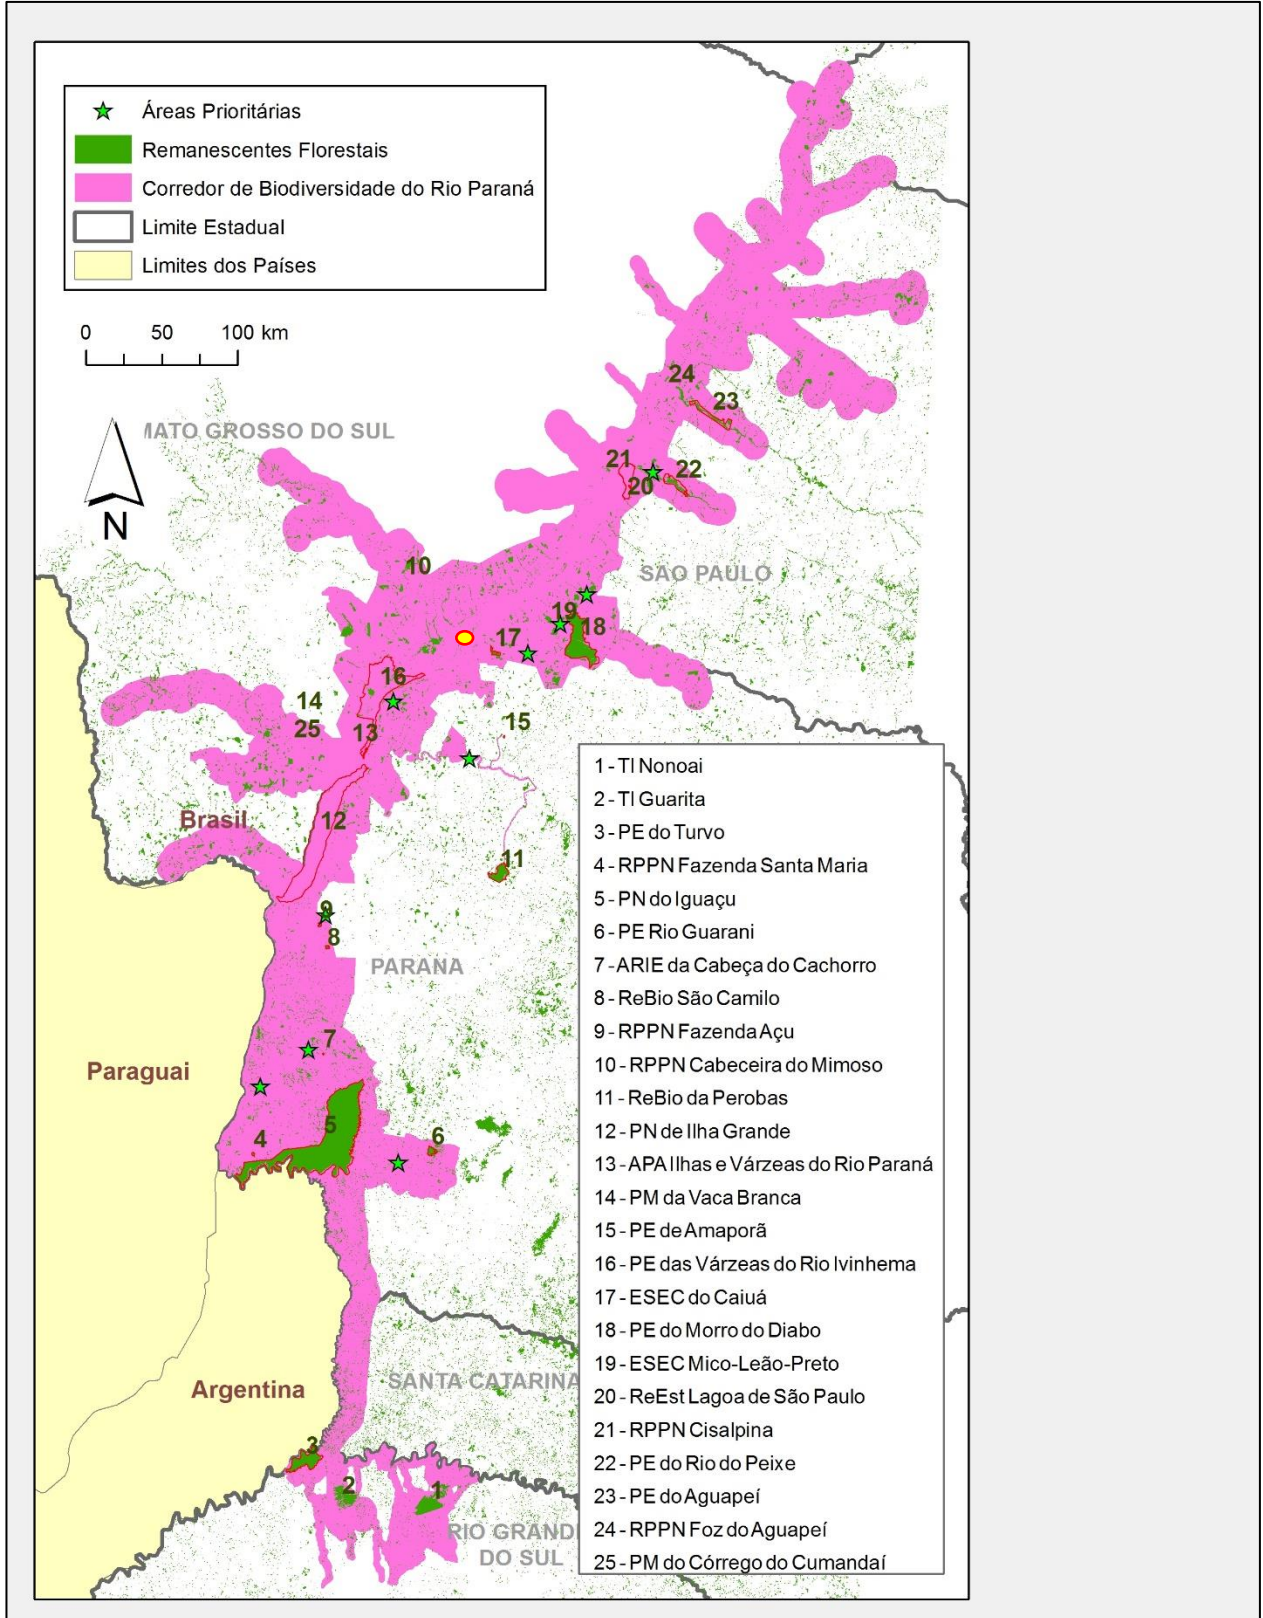 Áreas Prioritárias
Remanescentes Florestais
Corredor de Biodiversidade do Rio Paraná
Limite Estadual
Limites dos Países
0 50 100 km
N
MATO GROSSO DO SUL
24
23
21
22
20
10
SAO PAULO
19
18
17
16
14
15
25
13
Brasil
12
11
9
8
PARANA
7
Paraguai
5
4
6
Argentina
SANTA CATARINA
3
2
1
RIO GRANDE
DO SUL
1 - TI Nonoai
2 - TI Guarita
3 - PE do Turvo
4 - RPPN Fazenda Santa Maria
5 - PN do Iguaçu
6 - PE Rio Guarani
7 - ARIE da Cabeça do Cachorro
8 - ReBio São Camilo
9 - RPPN Fazenda Açu
10 - RPPN Cabeceira do Mimoso
11 - ReBio da Perobas
12 - PN de Ilha Grande
13 - APA Ilhas e Várzeas do Rio Paraná
14 - PM da Vaca Branca
15 - PE de Amaporã
16 - PE das Várzeas do Rio Ivinhema
17 - ESEC do Caiuá
18 - PE do Morro do Diabo
19 - ESEC Mico-Leão-Preto
20 - ReEst Lagoa de São Paulo
21 - RPPN Cisalpina
22 - PE do Rio do Peixe
23 - PE do Aguapeí
24 - RPPN Foz do Aguapeí
25 - PM do Córrego do Cumandaí